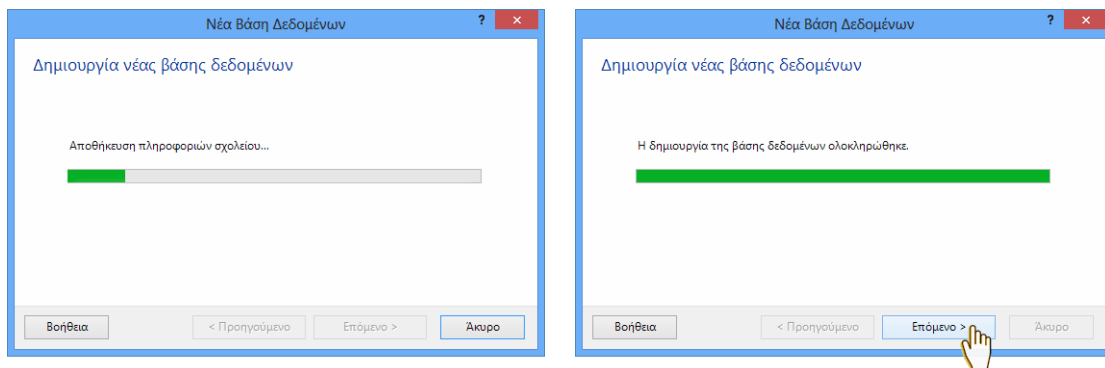 Νέα Βάση Δεδομένων
?
×
Δημιουργία νέας βάσης δεδομένων
Αποθήκευση πληροφοριών σχολείου...
Βοήθεια
< Προηγούμενο
Επόμενο >
Άκυρο
Νέα Βάση Δεδομένων
?
×
Δημιουργία νέας βάσης δεδομένων
Η δημιουργία της βάσης δεδομένων ολοκληρώθηκε.
Βοήθεια
< Προηγούμενο
Επόμενο >
Άκυρο